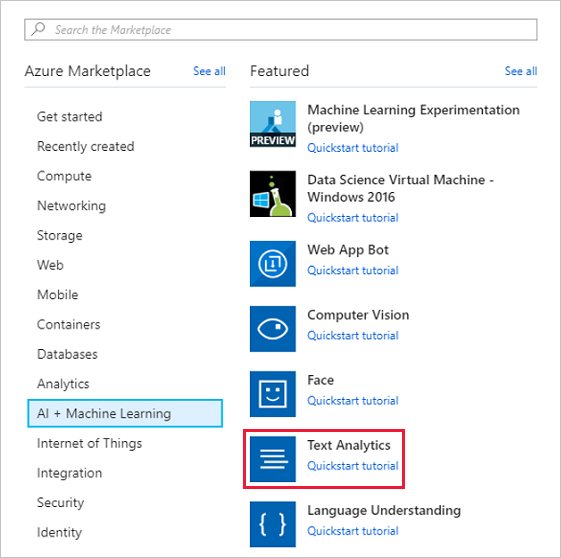 Search the Marketplace
Azure Marketplace
See all
Get started
Recently created
Compute
Networking
Storage
Web
Mobile
Containers
Databases
Analytics
AI + Machine Learning
Internet of Things
Integration
Security
Identity
Featured
See all
PREVIEW
Machine Learning Experimentation
(preview)
Quickstart tutorial
Data Science Virtual Machine -
Windows 2016
Quickstart tutorial
Web App Bot
Quickstart tutorial
Computer Vision
Quickstart tutorial
Face
Quickstart tutorial
Text Analytics
Quickstart tutorial
{ }
Language Understanding
Quickstart tutorial